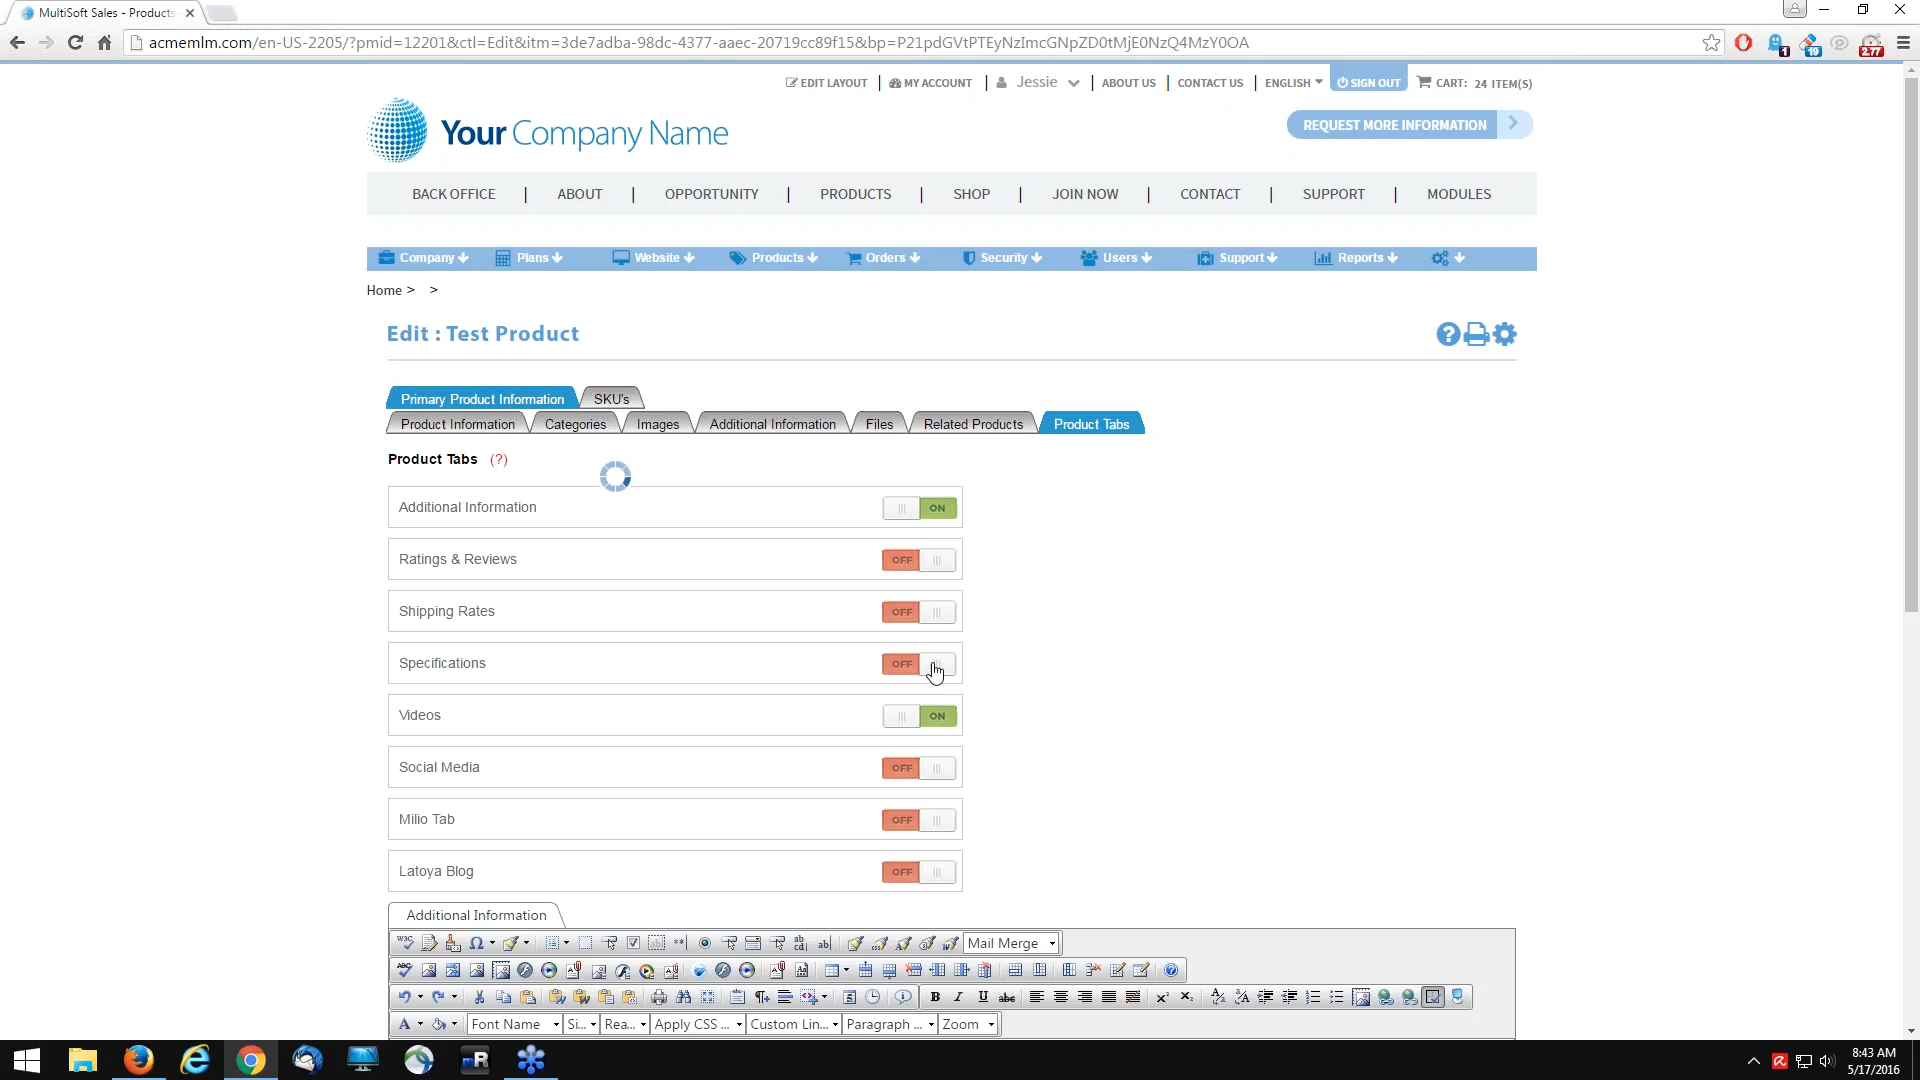 MultiSoft Sales - Products
acmemlm.com/en-US-2205/?pmid=12201&ctl=Edit&itm=3de7adba-98dc-4377-aaec-20719cc89f15&bp=P21pdGVtPTEyNzImcGNpZD0tMjE0NzQ4MzY0OA
1
19
2.77
EDIT LAYOUT | MY ACCOUNT | Jessie | ABOUT US | CONTACT US | ENGLISH SIGN OUT CART: 24 ITEM(S)
Your Company Name
REQUEST MORE INFORMATION
BACK OFFICE | ABOUT | OPPORTUNITY | PRODUCTS | SHOP | JOIN NOW | CONTACT | SUPPORT | MODULES
Company Plans Website Products Orders Security Users Support Reports
Home > >
Edit : Test Product
Primary Product Information SKU's
Product Information Categories Images Additional Information Files Related Products Product Tabs
Product Tabs (?)
Additional Information ON
Ratings & Reviews OFF
Shipping Rates OFF
Specifications OFF
Videos ON
Social Media OFF
Milio Tab OFF
Latoya Blog OFF
Additional Information
Mail Merge
Font Name Si... Rea... Apply CSS ... Custom Lin... Paragraph ... Zoom
mR
8:43 AM
5/17/2016